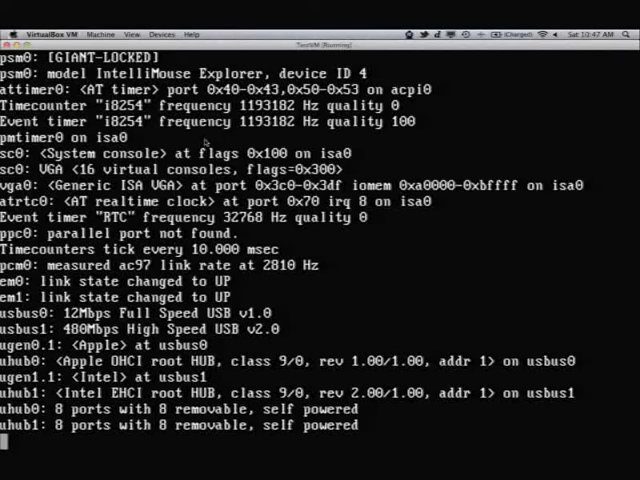 VirtualBox VM Machine View Devices Help (Charged) Sat 10:47 AM
TestVM [Running]
psm0: [GIANT-LOCKED]
psm0: model IntelliMouse Explorer, device ID 4
attimer0: <AT timer> port 0x40-0x43,0x50-0x53 on acpi0
Timecounter "i8254" frequency 1193182 Hz quality 0
Event timer "i8254" frequency 1193182 Hz quality 100
pmtimer0 on isa0
sc0: <System console> at flags 0x100 on isa0
sc0: VGA <16 virtual consoles, flags=0x300>
vga0: <Generic ISA VGA> at port 0x3c0-0x3df iomem 0xa0000-0xbffff on isa0
atrtc0: <AT realtime clock> at port 0x70 irq 8 on isa0
Event timer "RTC" frequency 32768 Hz quality 0
ppc0: parallel port not found.
Timecounters tick every 10.000 msec
pcm0: measured ac97 link rate at 2810 Hz
em0: link state changed to UP
em1: link state changed to UP
usbus0: 12Mbps Full Speed USB v1.0
usbus1: 480Mbps High Speed USB v2.0
ugen0.1: <Apple> at usbus0
uhub0: <Apple OHCI root HUB, class 9/0, rev 1.00/1.00, addr 1> on usbus0
ugen1.1: <Intel> at usbus1
uhub1: <Intel EHCI root HUB, class 9/0, rev 2.00/1.00, addr 1> on usbus1
uhub0: 8 ports with 8 removable, self powered
uhub1: 8 ports with 8 removable, self powered